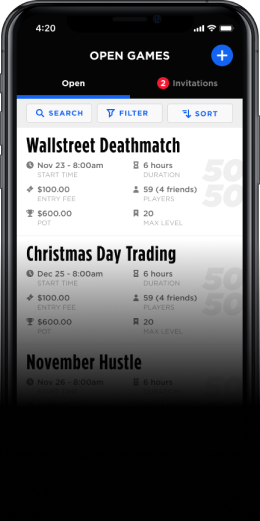 4:20
OPEN GAMES
+
Open
2 Invitations
SEARCH FILTER SORT
Wallstreet Deathmatch
Nov 23 - 8:00am 6 hours
START TIME DURATION
50
50
$100.00 59 (4 friends)
ENTRY FEE PLAYERS
$600.00 20
POT MAX LEVEL
Christmas Day Trading
Dec 25 - 8:00am 6 hours
START TIME DURATION
50
50
$100.00 59 (4 friends)
ENTRY FEE PLAYERS
$600.00 20
POT MAX LEVEL
November Hustle
Nov 26 - 8:00am 6 hours
START TIME DURATION